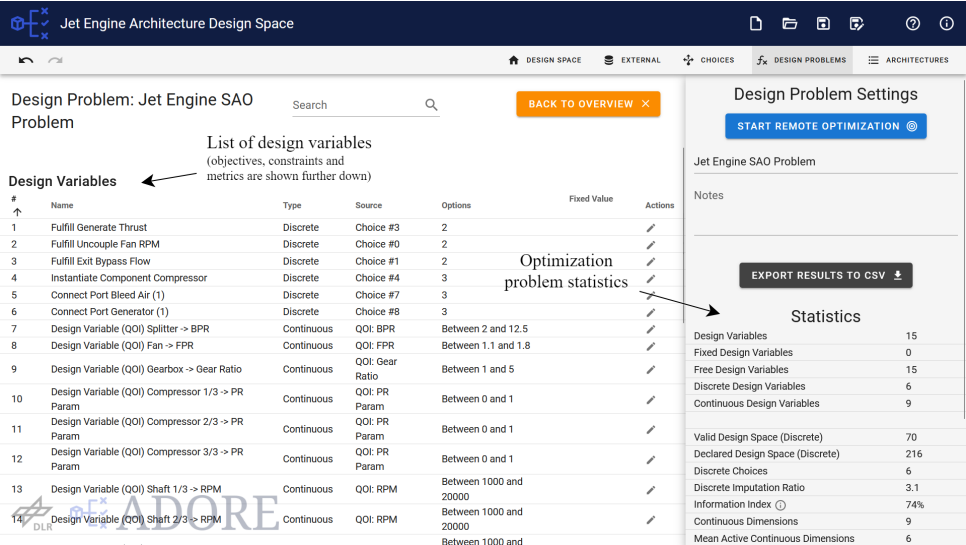 Jet Engine Architecture Design Space
DESIGN SPACE
EXTERNAL
CHOICES
DESIGN PROBLEMS
ARCHITECTURES
Design Problem: Jet Engine SAO
Problem
Search
BACK TO OVERVIEW
List of design variables
(objectives, constraints and
metrics are shown further down)
Design Variables
# Name Type Source Options Fixed Value Actions
1 Fulfill Generate Thrust Discrete Choice #3 2
2 Fulfill Uncouple Fan RPM Discrete Choice #0 2
3 Fulfill Exit Bypass Flow Discrete Choice #1 2
4 Instantiate Component Compressor Discrete Choice #4 3
5 Connect Port Bleed Air (1) Discrete Choice #7 3
6 Connect Port Generator (1) Discrete Choice #8 3
7 Design Variable (QOI) Splitter -> BPR Continuous QOI: BPR Between 2 and 12.5
8 Design Variable (QOI) Fan -> FPR Continuous QOI: FPR Between 1.1 and 1.8
9 Design Variable (QOI) Gearbox -> Gear Ratio Continuous QOI: Gear
Ratio Between 1 and 5
10 Design Variable (QOI) Compressor 1/3 -> PR
Param Continuous QOI: PR
Param Between 0 and 1
11 Design Variable (QOI) Compressor 2/3 -> PR
Param Continuous QOI: PR
Param Between 0 and 1
12 Design Variable (QOI) Compressor 3/3 -> PR
Param Continuous QOI: PR
Param Between 0 and 1
13 Design Variable (QOI) Shaft 1/3 -> RPM Continuous QOI: RPM Between 1000 and
20000
14 Design Variable (QOI) Shaft 2/3 -> RPM Continuous QOI: RPM Between 1000 and
20000
Between 1000 and
DLR
ADORE
Optimization
problem statistics
Design Problem Settings
START REMOTE OPTIMIZATION
Jet Engine SAO Problem
Notes
EXPORT RESULTS TO CSV
Statistics
Design Variables 15
Fixed Design Variables 0
Free Design Variables 15
Discrete Design Variables 6
Continuous Design Variables 9
Valid Design Space (Discrete) 70
Declared Design Space (Discrete) 216
Discrete Choices 6
Discrete Imputation Ratio 3.1
Information Index 74%
Continuous Dimensions 9
Mean Active Continuous Dimensions 6